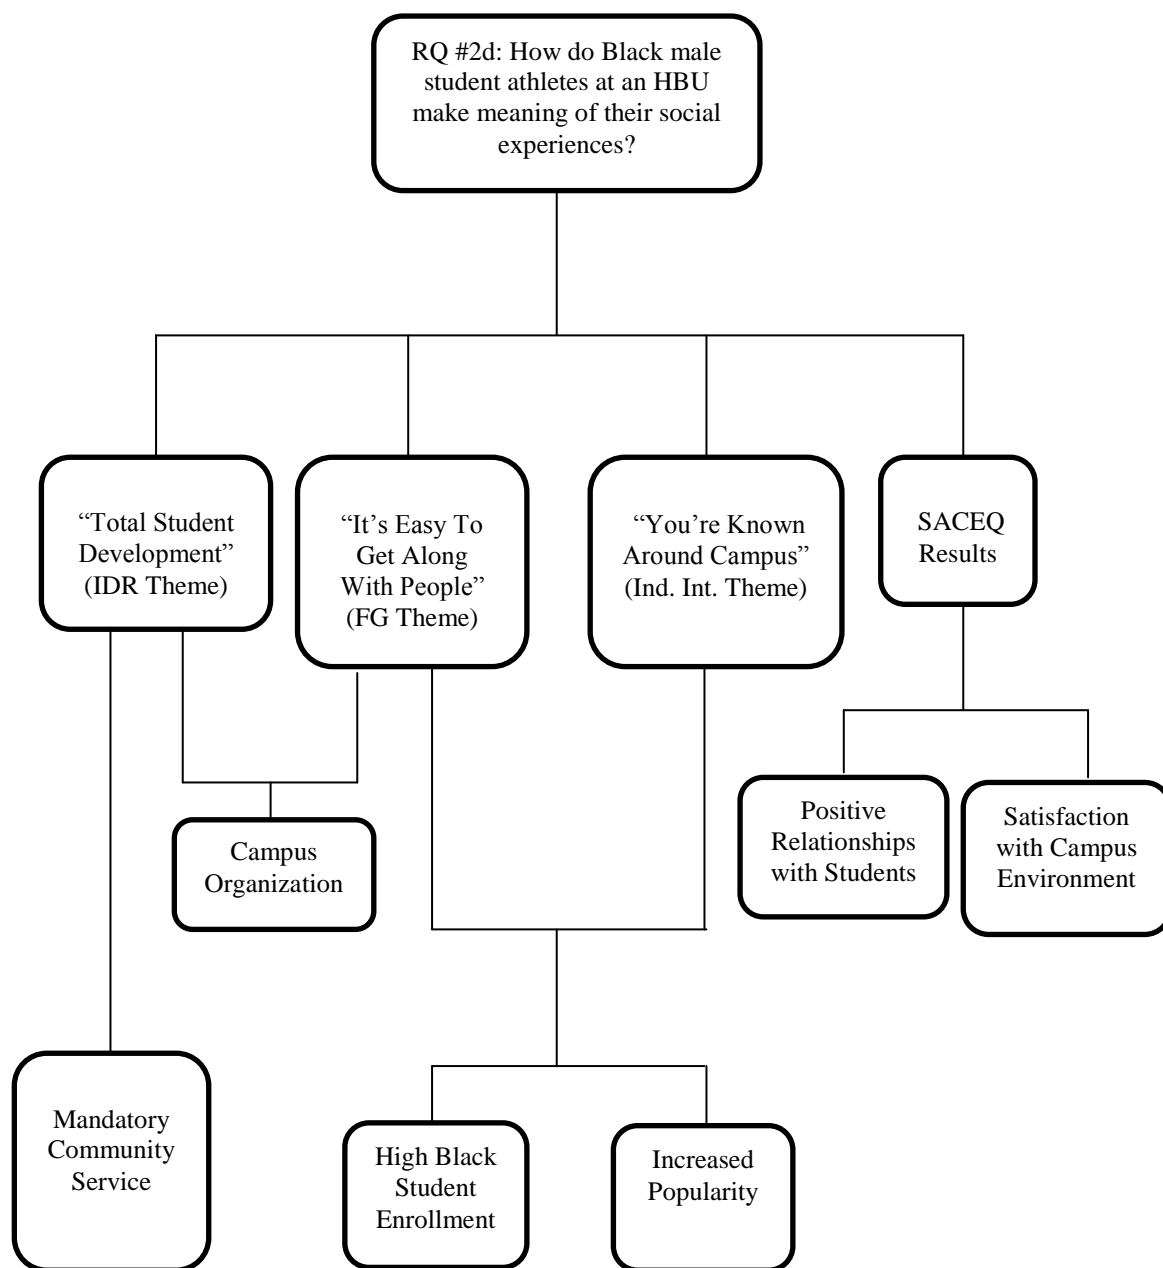 RQ #2d: How do Black male
student athletes at an HBU
make meaning of their social
experiences?
“Total Student
Development”
(IDR Theme)
“It’s Easy To
Get Along
With People”
(FG Theme)
“You’re Known
Around Campus”
(Ind. Int. Theme)
SACEQ
Results
Campus
Organization
Positive
Relationships
with Students
Satisfaction
with Campus
Environment
Mandatory
Community
Service
High Black
Student
Enrollment
Increased
Popularity